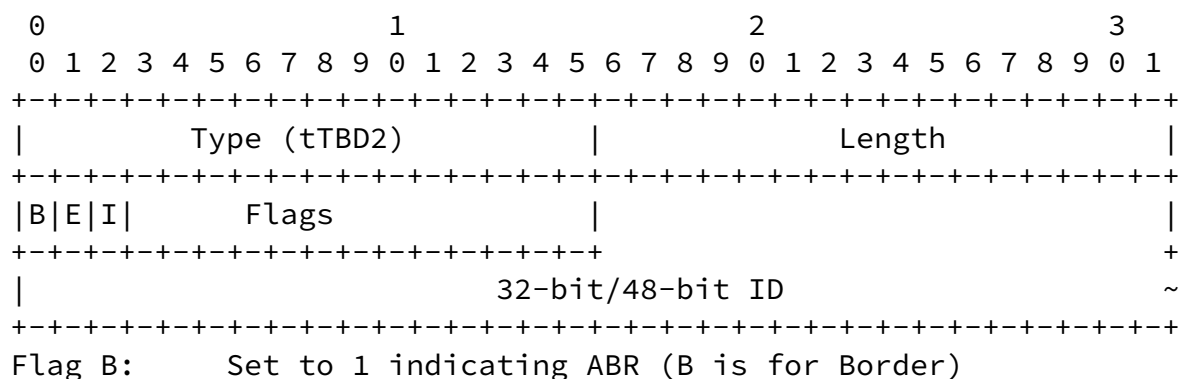 0                   1                   2                   3
 0 1 2 3 4 5 6 7 8 9 0 1 2 3 4 5 6 7 8 9 0 1 2 3 4 5 6 7 8 9 0 1
+-+-+-+-+-+-+-+-+-+-+-+-+-+-+-+-+-+-+-+-+-+-+-+-+-+-+-+-+-+-+-+-+
|         Type (tTBD2)          |             Length            |
+-+-+-+-+-+-+-+-+-+-+-+-+-+-+-+-+-+-+-+-+-+-+-+-+-+-+-+-+-+-+-+-+
|B|E|I|      Flags              |                               |
+-+-+-+-+-+-+-+-+-+-+-+-+-+-+-+-+                               +
|                          32-bit/48-bit ID                     ~
+-+-+-+-+-+-+-+-+-+-+-+-+-+-+-+-+-+-+-+-+-+-+-+-+-+-+-+-+-+-+-+-+
Flag B:     Set to 1 indicating ABR (B is for Border)